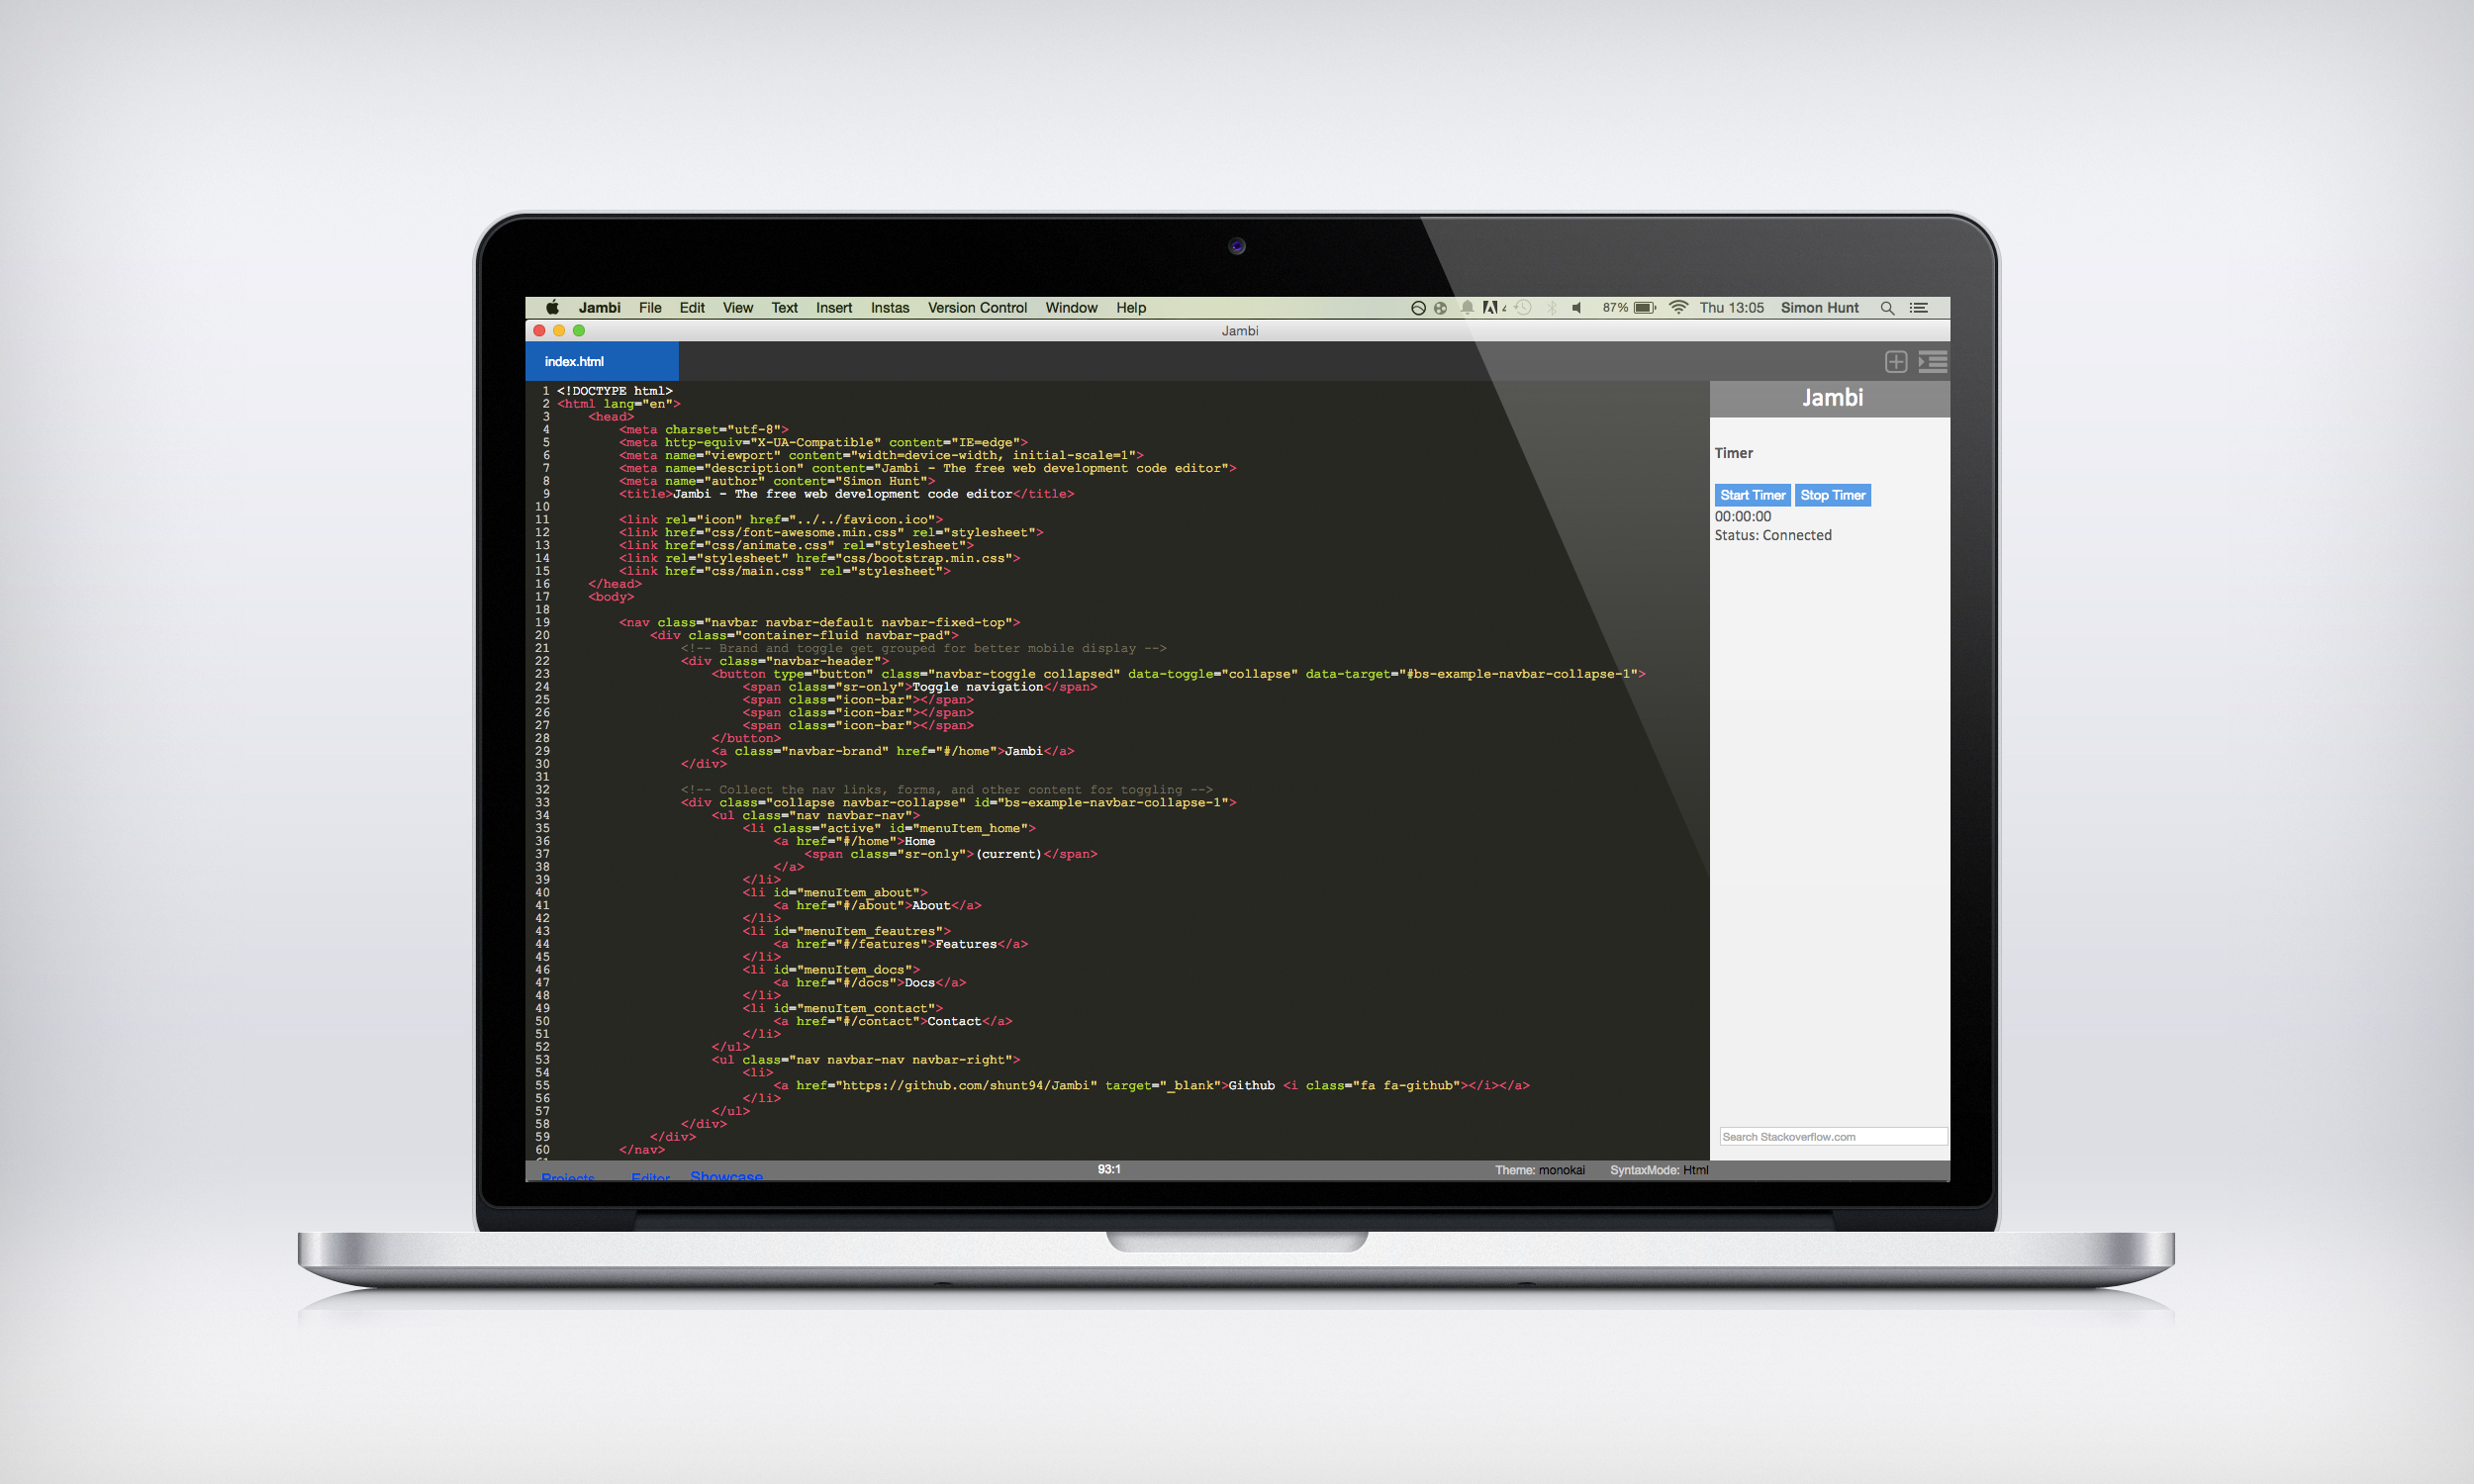 Jambi File Edit View Text Insert Instas Version Control Window Help 87% Thu 13:05 Simon Hunt
Jambi
index.html
Jambi
Timer
Start Timer Stop Timer
00:00:00
Status: Connected
1 <!DOCTYPE html>
2 <html lang="en">
3 <head>
4 <meta charset="utf-8">
5 <meta http-equiv="X-UA-Compatible" content="IE=edge">
6 <meta name="viewport" content="width=device-width, initial-scale=1">
7 <meta name="description" content="Jambi - The free web development code editor">
8 <meta name="author" content="Simon Hunt">
9 <title>Jambi - The free web development code editor</title>
10
11 <link rel="icon" href="../../favicon.ico">
12 <link href="css/font-awesome.min.css" rel="stylesheet">
13 <link href="css/animate.css" rel="stylesheet">
14 <link rel="stylesheet" href="css/bootstrap.min.css">
15 <link href="css/main.css" rel="stylesheet">
16 </head>
17 <body>
18
19 <nav class="navbar navbar-default navbar-fixed-top">
20 <div class="container-fluid navbar-pad">
21 <!-- Brand and toggle get grouped for better mobile display -->
22 <div class="navbar-header">
23 <button type="button" class="navbar-toggle collapsed" data-toggle="collapse" data-target="#bs-example-navbar-collapse-1">
24 <span class="sr-only">Toggle navigation</span>
25 <span class="icon-bar"></span>
26 <span class="icon-bar"></span>
27 <span class="icon-bar"></span>
28 </button>
29 <a class="navbar-brand" href="#/home">Jambi</a>
30 </div>
31
32 <!-- Collect the nav links, forms, and other content for toggling -->
33 <div class="collapse navbar-collapse" id="bs-example-navbar-collapse-1">
34 <ul class="nav navbar-nav">
35 <li class="active" id="menuItem_home">
36 <a href="#/home">Home
37 <span class="sr-only">(current)</span>
38 </a>
39 </li>
40 <li id="menuItem_about">
41 <a href="#/about">About</a>
42 </li>
43 <li id="menuItem_feautres">
44 <a href="#/features">Features</a>
45 </li>
46 <li id="menuItem_docs">
47 <a href="#/docs">Docs</a>
48 </li>
49 <li id="menuItem_contact">
50 <a href="#/contact">Contact</a>
51 </li>
52 </ul>
53 <ul class="nav navbar-nav navbar-right">
54 <li>
55 <a href="https://github.com/shunt94/Jambi" target="_blank">Github <i class="fa fa-github"></i></a>
56 </li>
57 </ul>
58 </div>
59 </div>
60 </nav>
Search Stackoverflow.com
Projects Editor Showcase 93:1 Theme: monokai SyntaxMode: Html